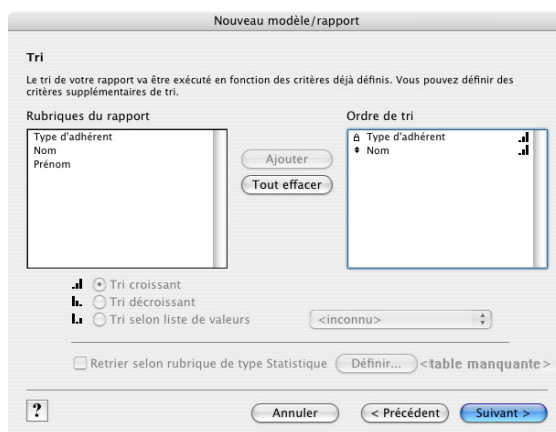 Nouveau modèle/rapport
Tri
Le tri de votre rapport va être exécuté en fonction des critères déjà définis. Vous pouvez définir des
critères supplémentaires de tri.
Rubriques du rapport
Ordre de tri
Type d'adhérent
Nom
Prénom
Ajouter
Tout effacer
Type d'adhérent
Nom
Tri croissant
Tri décroissant
Tri selon liste de valeurs
<inconnu>
Retrier selon rubrique de type Statistique
Définir...
<table manquante>
?
Annuler
< Précédent
Suivant >